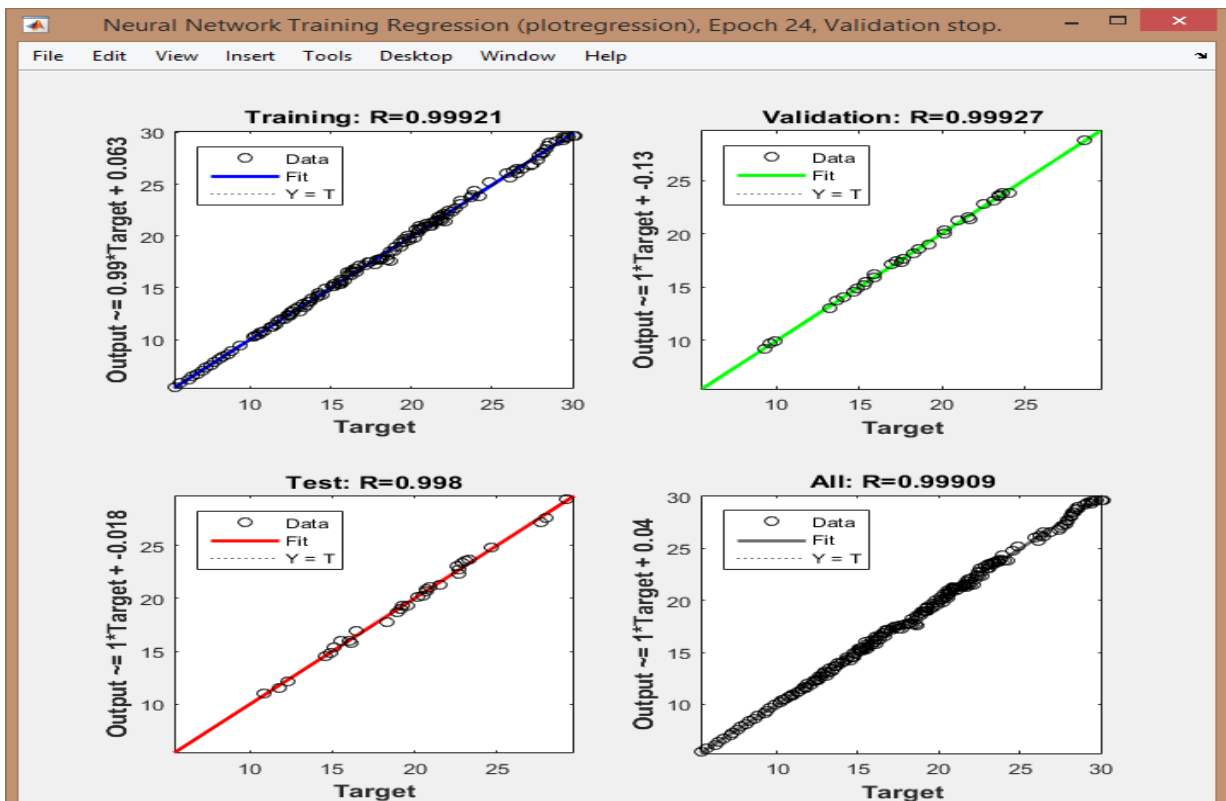 Neural Network Training Regression (plotregression), Epoch 24, Validation stop.
File Edit View Insert Tools Desktop Window Help
Training: R=0.99921
Output ~= 0.99*Target + 0.063
Data
Fit
Y = T
30
25
20
15
10
10 15 20 25 30
Target
Validation: R=0.99927
Output ~= 1*Target + -0.13
Data
Fit
Y = T
25
20
15
10
10 15 20 25
Target
Test: R=0.998
Output ~= 1*Target + -0.018
Data
Fit
Y = T
25
20
15
10
10 15 20 25
Target
All: R=0.99909
Output ~= 1*Target + 0.04
Data
Fit
Y = T
30
25
20
15
10
10 15 20 25 30
Target